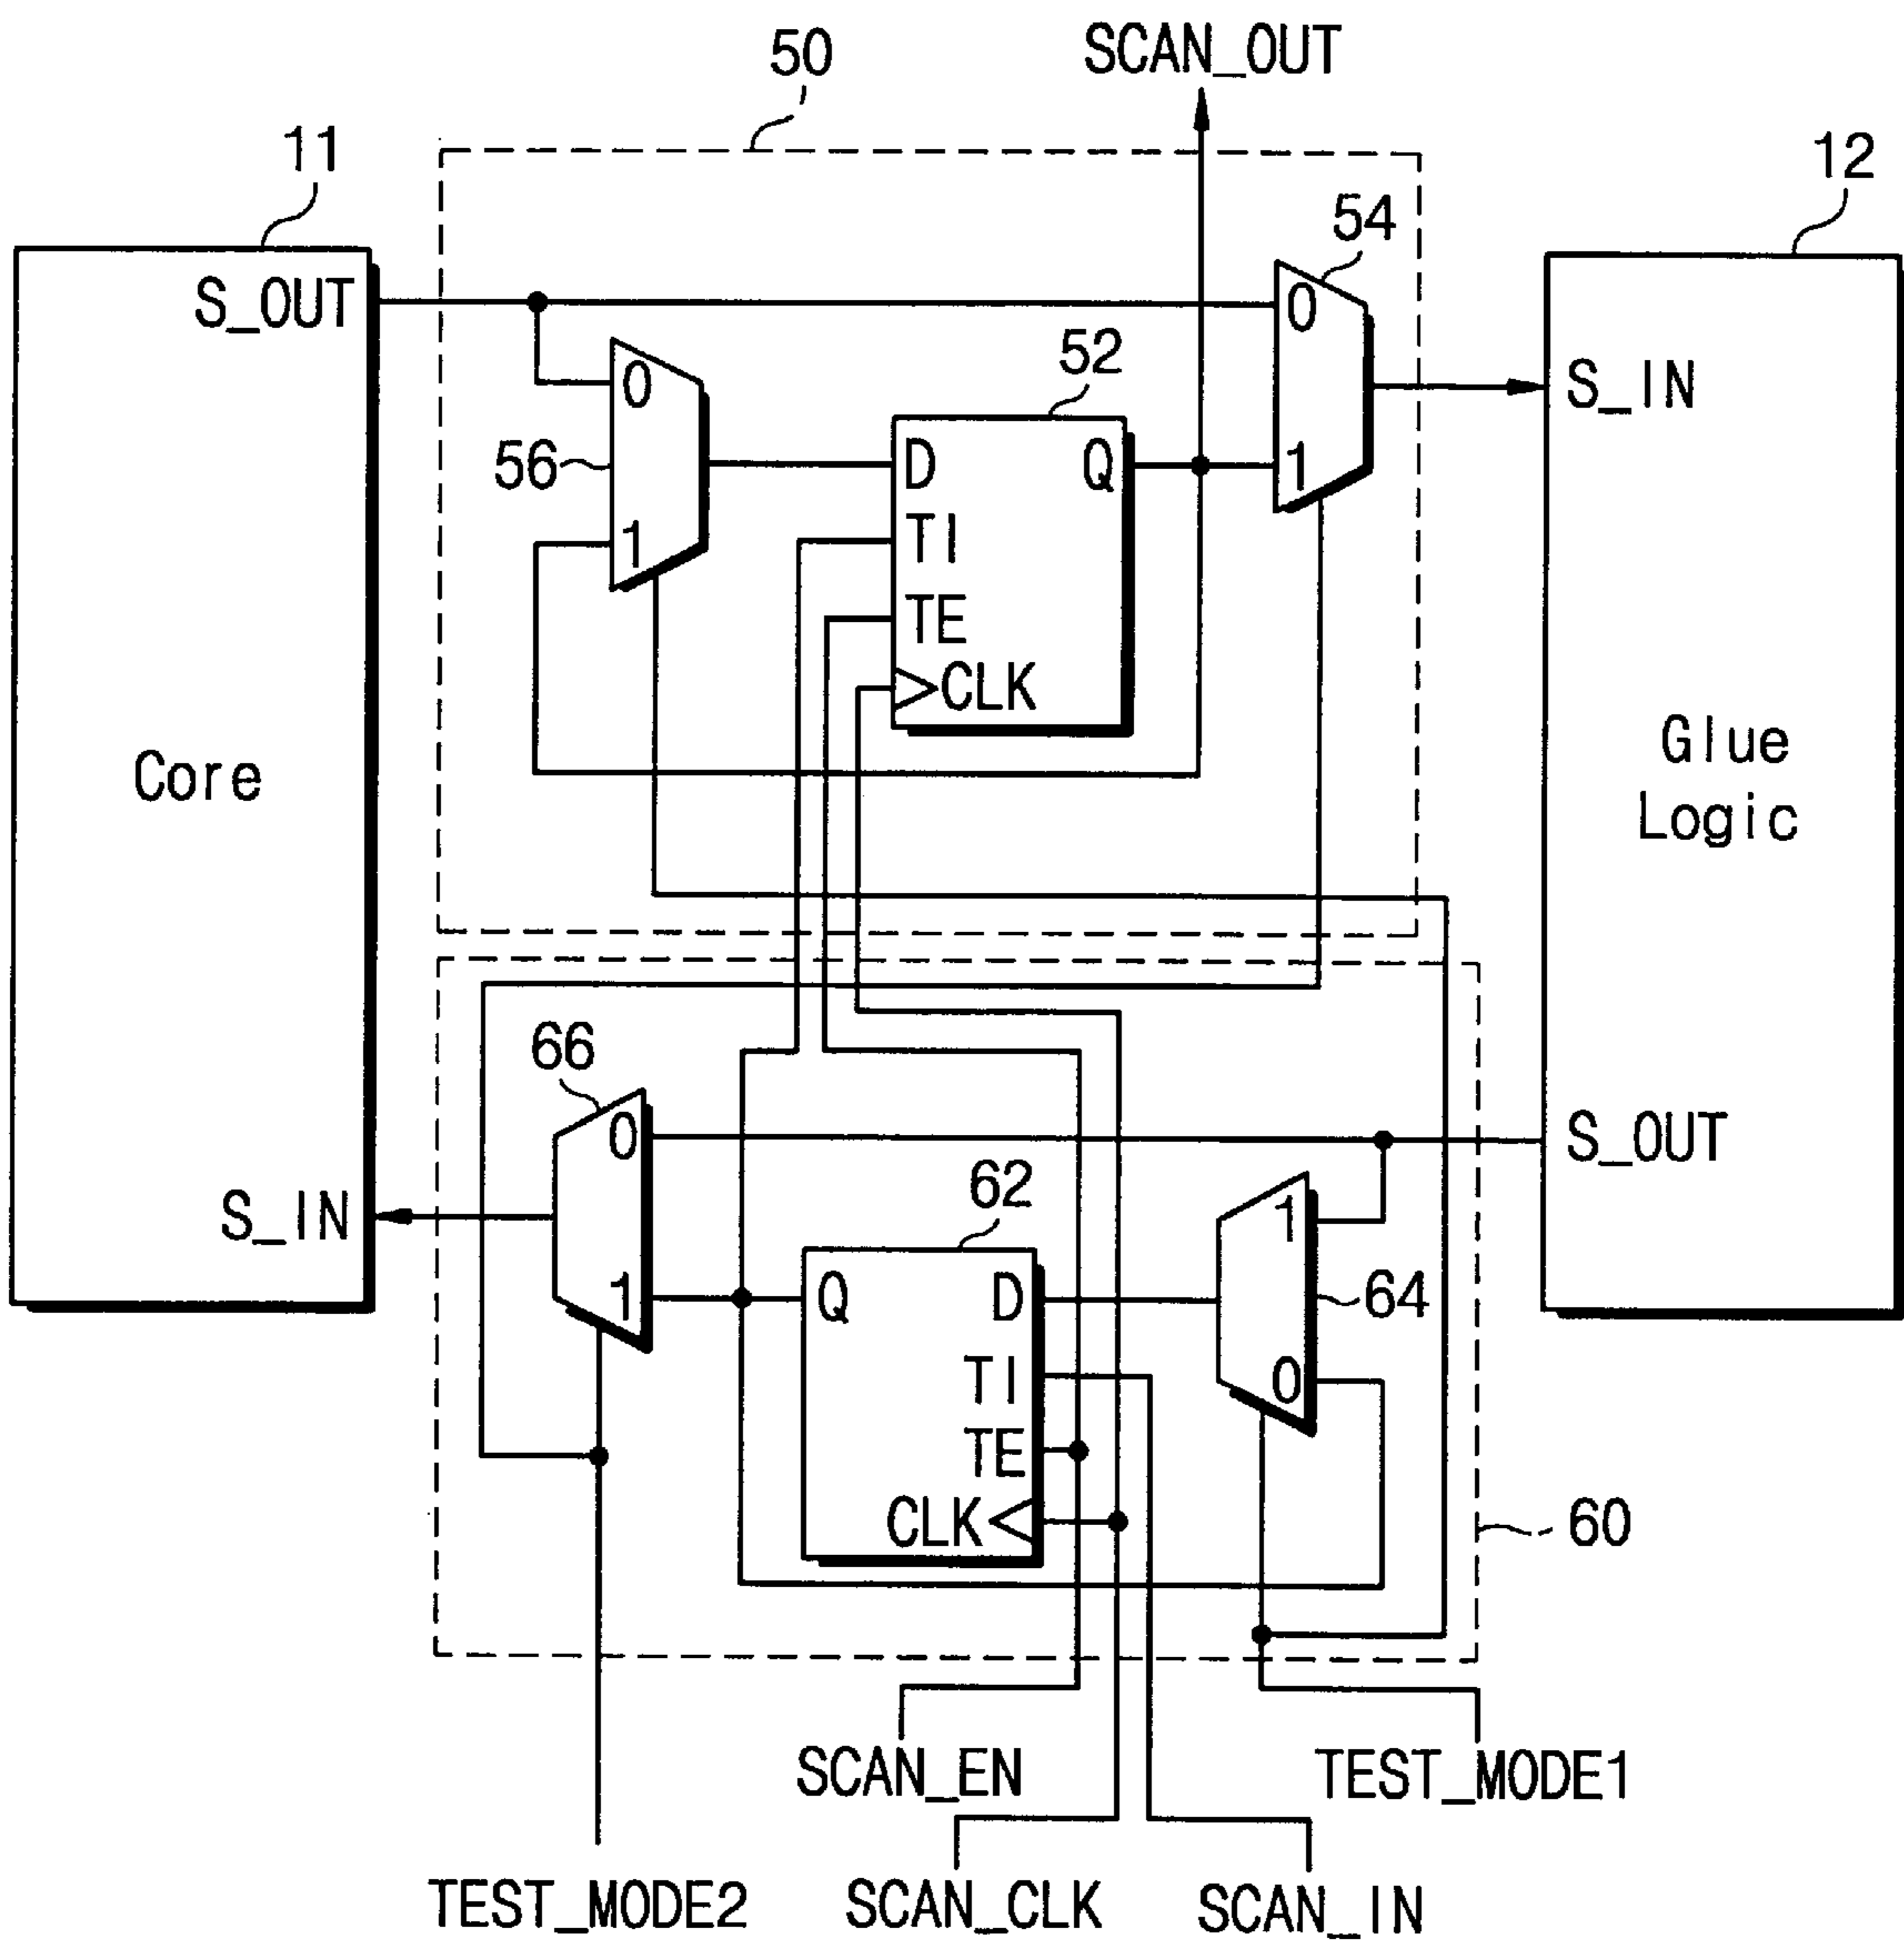 50
SCAN_OUT
11
12
54
S_OUT
0
52
0
S_IN
56
D
Q
1
1
TI
TE
CLK
Core
Glue
Logic
66
0
S_OUT
62
1
S_IN
1
Q
D
64
TI
0
TE
CLK
60
SCAN_EN
TEST_MODE1
TEST_MODE2
SCAN_CLK
SCAN_IN